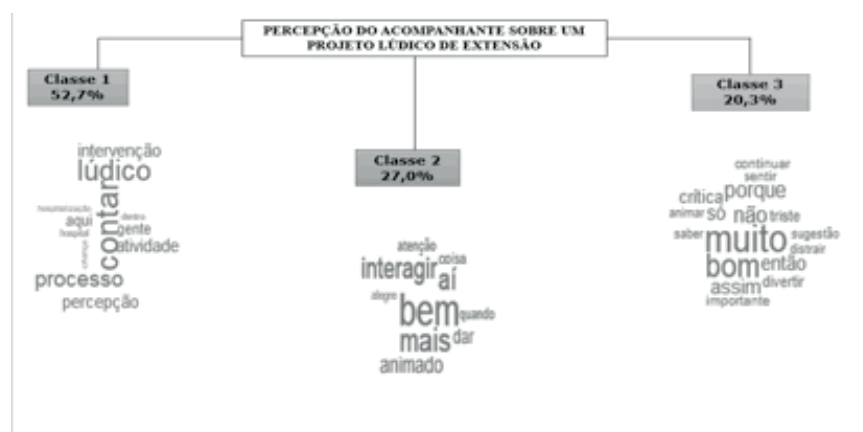 PERCEPÇÃO DO ACOMPANHANTE SOBRE UM
PROJETO LÚDICO DE EXTENSÃO
Classe 1
52,7%
intervenção
lúdico
contar
hospitalização
aqui
dentro
gente
hospital
criança
atividade
processo
percepção
Classe 2
27,0%
atenção
interagir
coisa
aí
alegre
bem
quando
mais
dar
animado
Classe 3
20,3%
continuar
sentir
crítica
porque
animar
só
não
triste
saber
muito
sugestão
distrair
bom
então
assim
divertir
importante